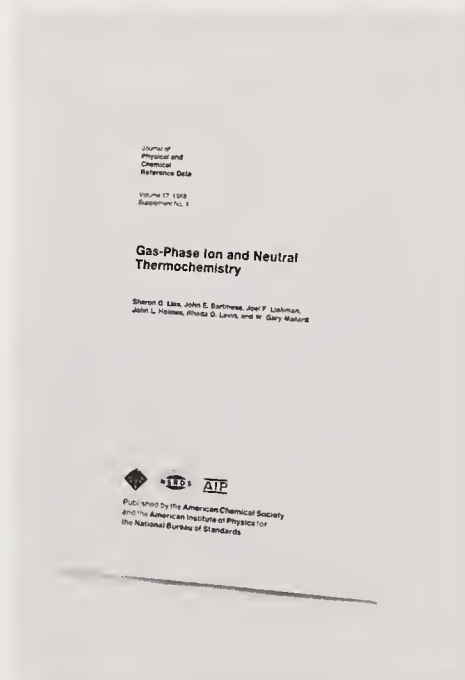 Journal of
Physical and
Chemical
Reference Data
Volume 17, 1988
Supplement No. 1
Gas-Phase Ion and Neutral
Thermochemistry
Sharon G. Lias, John E. Bartmess, Joel F. Liebman,
John L. Holmes, Rhoda D. Levin, and W. Gary Mallard
NSRDS
AIP
Published by the American Chemical Society
and the American Institute of Physics for
the National Bureau of Standards